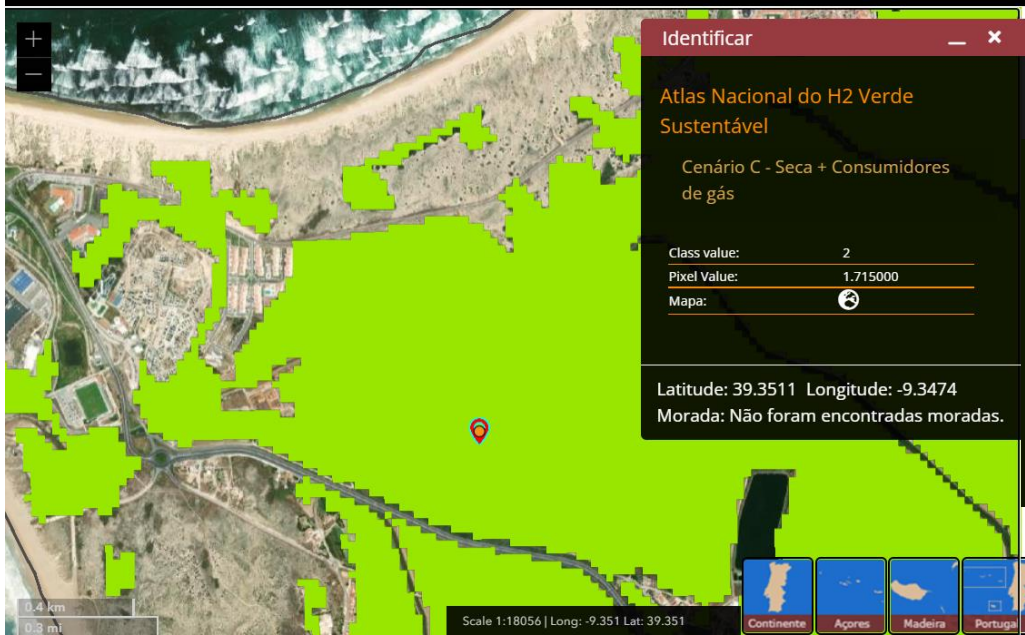 +
−
Identificar
Atlas Nacional do H2 Verde
Sustentável
Cenário C - Seca + Consumidores
de gás
Class value: 2
Pixel Value: 1.715000
Mapa:
Latitude: 39.3511 Longitude: -9.3474
Morada: Não foram encontradas moradas.
0.4 km
0.3 mi
Scale 1:18056 | Long: -9.351 Lat: 39.351
Continente Açores Madeira Portugal